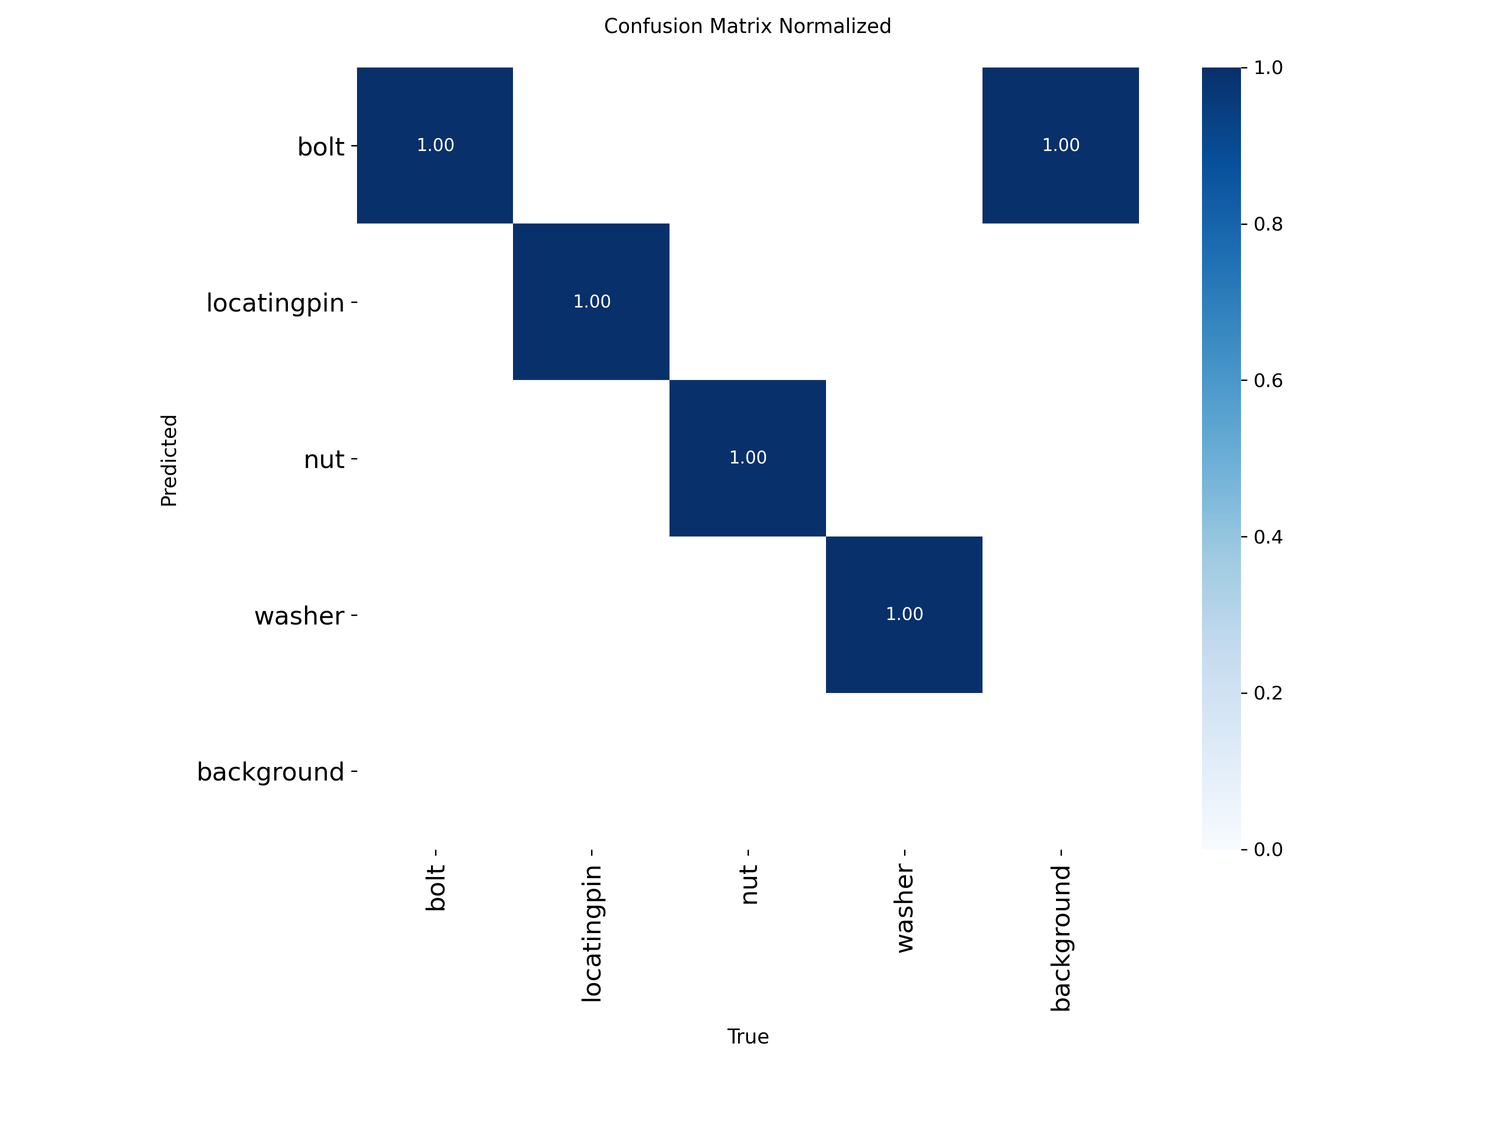 Confusion Matrix Normalized
bolt
locatingpin
nut
washer
background
Predicted
1.00
1.00
1.00
1.00
1.00
bolt
locatingpin
nut
washer
background
True
1.0
0.8
0.6
0.4
0.2
0.0